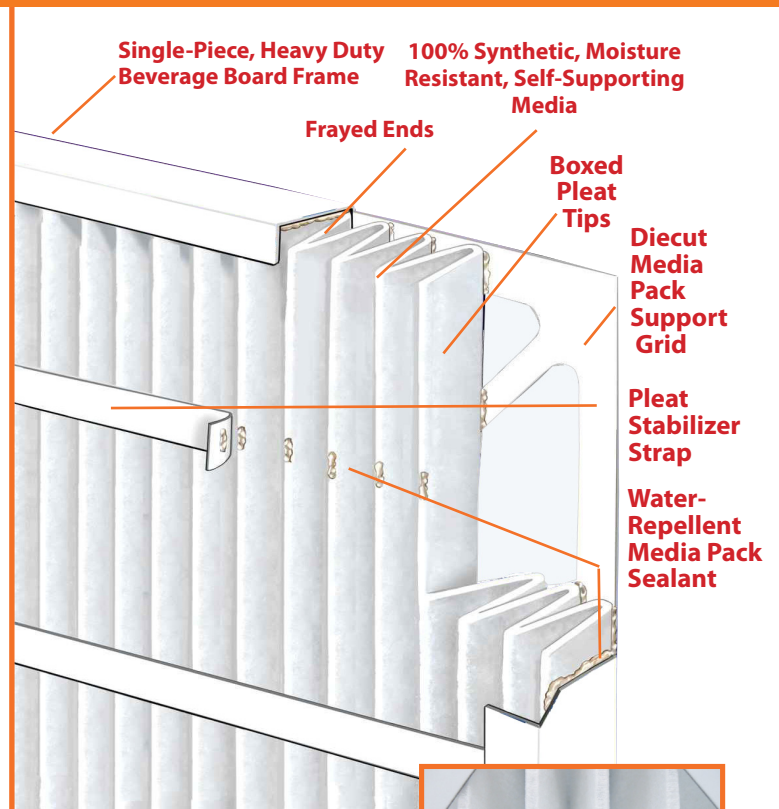 Single-Piece, Heavy Duty
Beverage Board Frame
100% Synthetic, Moisture
Resistant, Self-Supporting
Media
Frayed Ends
Boxed
Pleat
Tips
Diecut
Media
Pack
Support
Grid
Pleat
Stabilizer
Strap
Water-
Repellent
Media Pack
Sealant